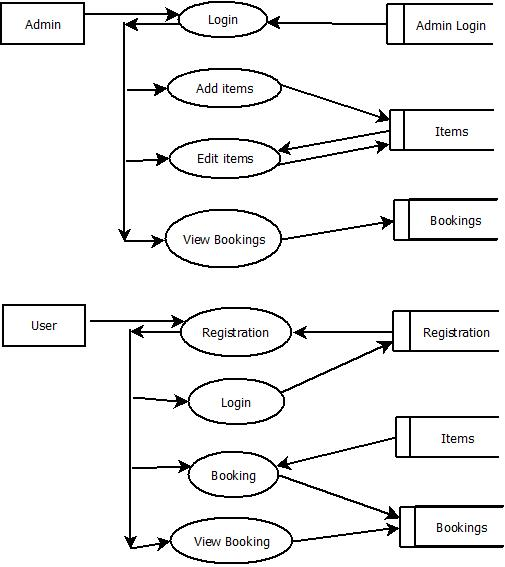 Admin
Login
Admin Login
Add items
Items
Edit items
View Bookings
Bookings
User
Registration
Registration
Login
Items
Booking
Bookings
View Booking